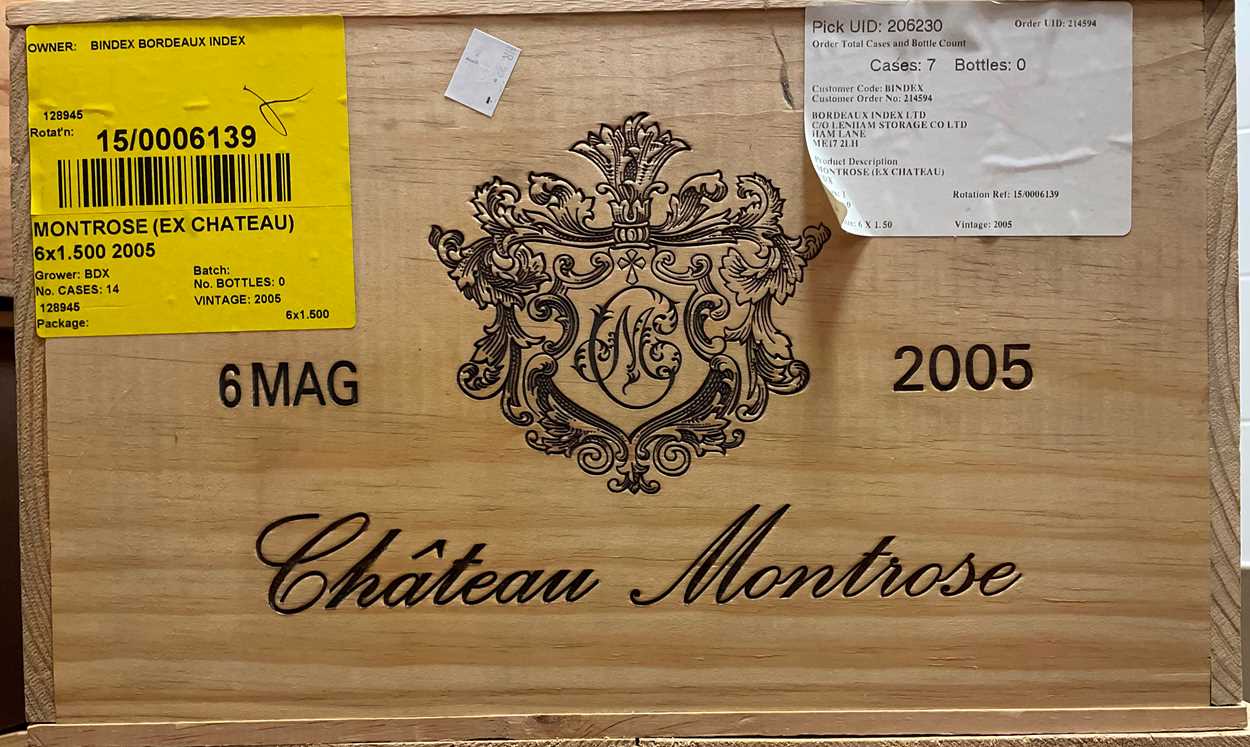 OWNER: BINDEX BORDEAUX INDEX
128945
Rotat'n: 15/0006139
MONTROSE (EX CHATEAU)
6x1.500 2005
Grower: BDX Batch:
No. CASES: 14 No. BOTTLES: 0
128945 VINTAGE: 2005
Package: 6x1.500
Pick UID: 206230 Order UID: 214594
Order Total Cases and Bottle Count
Cases: 7 Bottles: 0
Customer Code: BINDEX
Customer Order No: 214594
BORDEAUX INDEX LTD
C/O LENHAM STORAGE CO LTD
HAM LANE
ME17 2LH
Product Description
MONTROSE (EX CHATEAU)
Rotation Ref: 15/0006139
6 X 1.50 Vintage: 2005
6 MAG
2005
Château Montrose